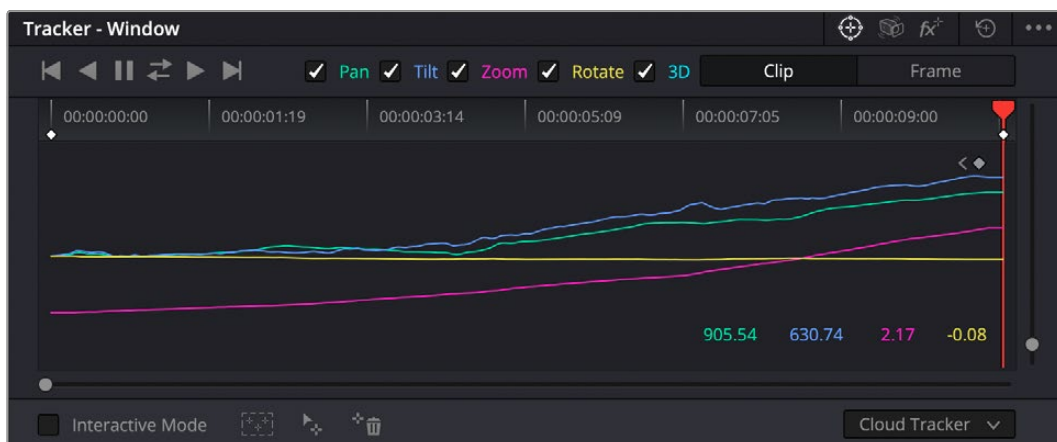 Tracker - Window
fx
Pan Tilt Zoom Rotate 3D Clip Frame
00:00:00:00 00:00:01:19 00:00:03:14 00:00:05:09 00:00:07:05 00:00:09:00
905.54 630.74 2.17 -0.08
Interactive Mode Cloud Tracker